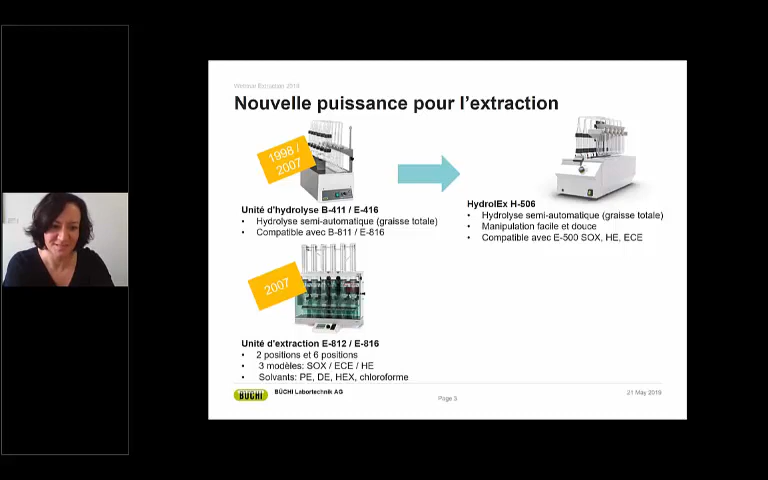 Webinar Extraction 2019
Nouvelle puissance pour l'extraction
1998 /
2007
Unité d'hydrolyse B-411 / E-416
• Hydrolyse semi-automatique (graisse totale)
• Compatible avec B-811 / E-816
HydrolEx H-506
• Hydrolyse semi-automatique (graisse totale)
• Manipulation facile et douce
• Compatible avec E-500 SOX, HE, ECE
2007
Unité d'extraction E-812 / E-816
• 2 positions et 6 positions
• 3 modèles: SOX / ECE / HE
• Solvants: PE, DE, HEX, chloroforme
BÜCHI
BÜCHI Labortechnik AG
Page 3
21 May 2019